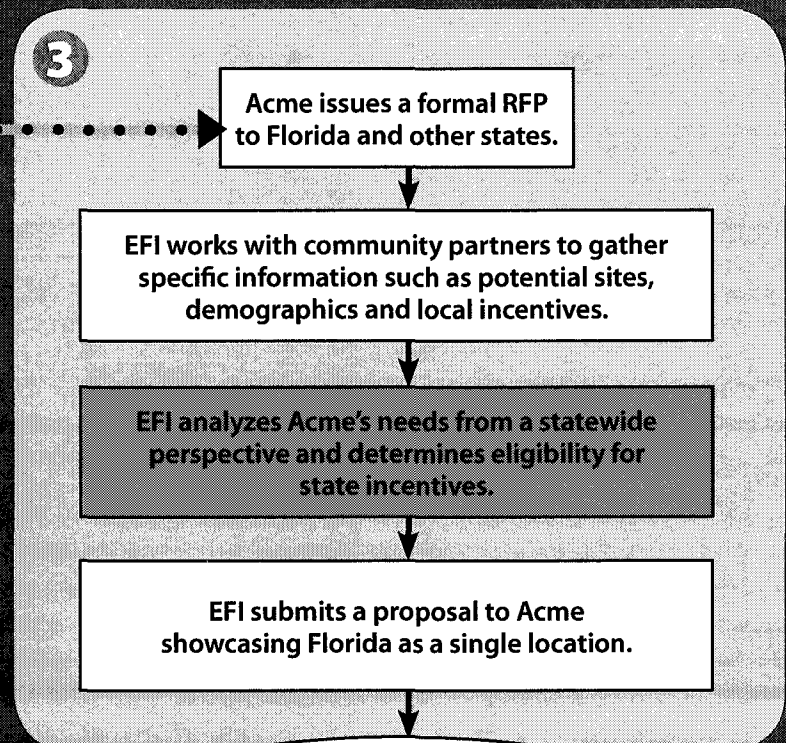 3
Acme issues a formal RFP
to Florida and other states.
EFI works with community partners to gather
specific information such as potential sites,
demographics and local incentives.
EFI analyzes Acme's needs from a statewide
perspective and determines eligibility for
state incentives.
EFI submits a proposal to Acme
showcasing Florida as a single location.